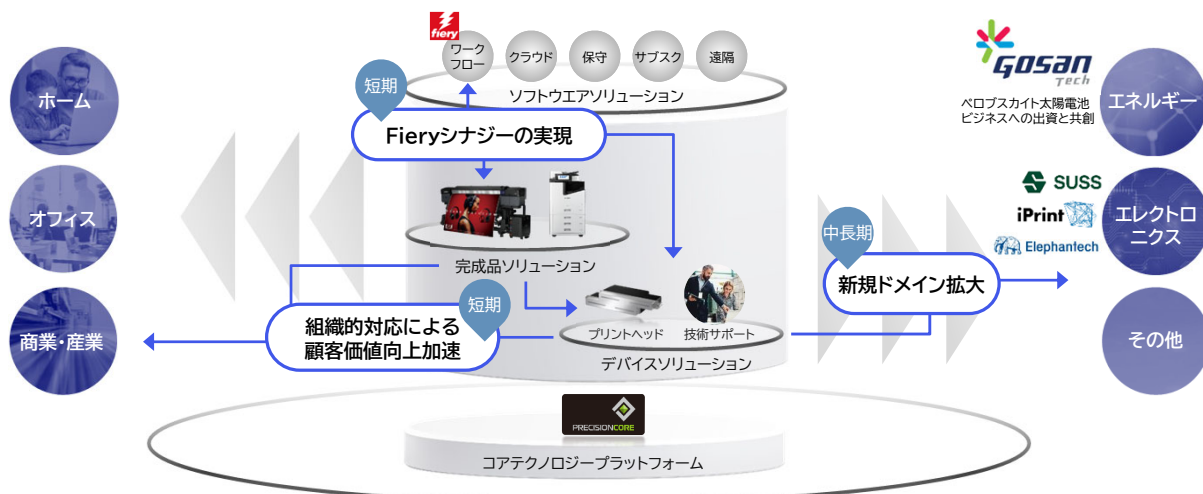 fiery
ワーク
フロー
クラウド
保守
サブスク
遠隔
ソフトウエアソリューション
短期
Fieryシナジーの実現
ホーム
オフィス
商業・産業
完成品ソリューション
短期
組織的対応による
顧客価値向上加速
プリントヘッド
技術サポート
デバイスソリューション
PRECISIONCORE
コアテクノロジープラットフォーム
中長期
新規ドメイン拡大
Gosan
Tech
ペロブスカイト太陽電池
ビジネスへの出資と共創
エネルギー
SUSS
iPrint
Elephantech
エレクトロ
ニクス
その他